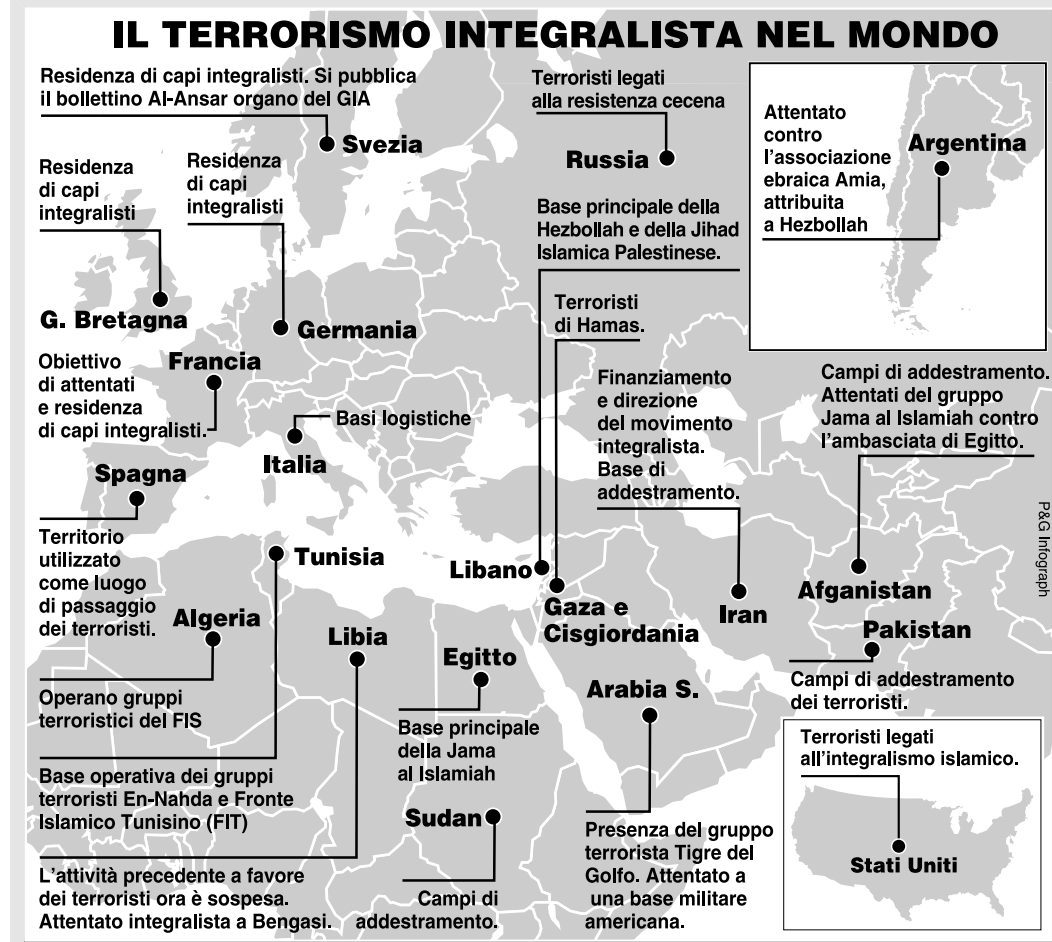 IL TERRORISMO INTEGRALISTA NEL MONDO
Residenza di capi integralisti. Si pubblica
il bollettino Al-Ansar organo del GIA
Svezia
Terroristi legati
alla resistenza cecena
Russia
Attentato
contro
l'associazione
ebraica Amia,
attribuita
a Hezbollah
Argentina
Residenza
di capi
integralisti
G. Bretagna
Residenza
di capi
integralisti
Germania
Base principale della
Hezbollah e della Jihad
Islamica Palestinese.
Libano
Terroristi
di Hamas.
Gaza e
Cisgiordania
Francia
Obiettivo
di attentati
e residenza
di capi integralisti.
Basi logistiche
Italia
Finanziamento
e direzione
del movimento
integralista.
Base di
addestramento.
Iran
Campi di addestramento.
Attentati del gruppo
Jama al Islamiah contro
l'ambasciata di Egitto.
Afganistan
P&G Infograph
Spagna
Territorio
utilizzato
come luogo
di passaggio
dei terroristi.
Tunisia
Algeria
Operano gruppi
terroristici del FIS
Libia
Egitto
Base principale
della Jama
al Islamiah
Arabia S.
Pakistan
Campi di addestramento
dei terroristi.
Base operativa dei gruppi
terroristi En-Nahda e Fronte
Islamico Tunisino (FIT)
Sudan
Campi di
addestramento.
L'attività precedente a favore
dei terroristi ora è sospesa.
Attentato integralista a Bengasi.
Presenza del gruppo
terrorista Tigre del
Golfo. Attentato a
una base militare
americana.
Terroristi legati
all'integralismo islamico.
Stati Uniti